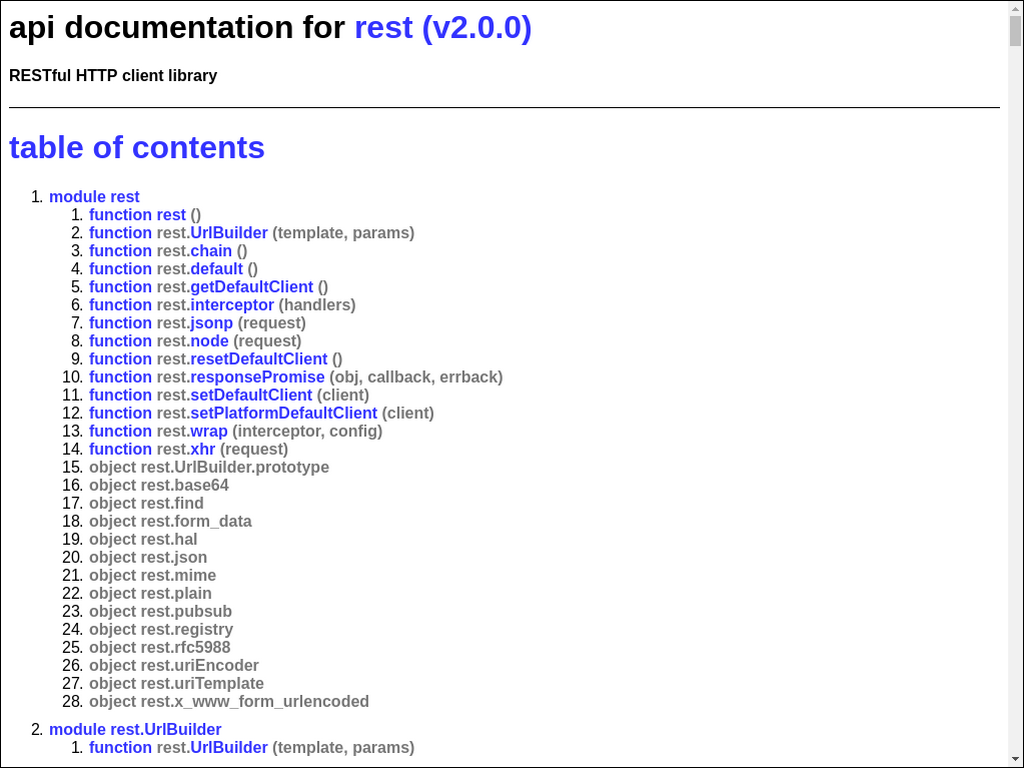 api documentation for rest (v2.0.0)
RESTful HTTP client library
table of contents
1. module rest
1. function rest ()
2. function rest.UrlBuilder (template, params)
3. function rest.chain ()
4. function rest.default ()
5. function rest.getDefaultClient ()
6. function rest.interceptor (handlers)
7. function rest.jsonp (request)
8. function rest.node (request)
9. function rest.resetDefaultClient ()
10. function rest.responsePromise (obj, callback, errback)
11. function rest.setDefaultClient (client)
12. function rest.setPlatformDefaultClient (client)
13. function rest.wrap (interceptor, config)
14. function rest.xhr (request)
15. object rest.UrlBuilder.prototype
16. object rest.base64
17. object rest.find
18. object rest.form_data
19. object rest.hal
20. object rest.json
21. object rest.mime
22. object rest.plain
23. object rest.pubsub
24. object rest.registry
25. object rest.rfc5988
26. object rest.uriEncoder
27. object rest.uriTemplate
28. object rest.x_www_form_urlencoded
2. module rest.UrlBuilder
1. function rest.UrlBuilder (template, params)